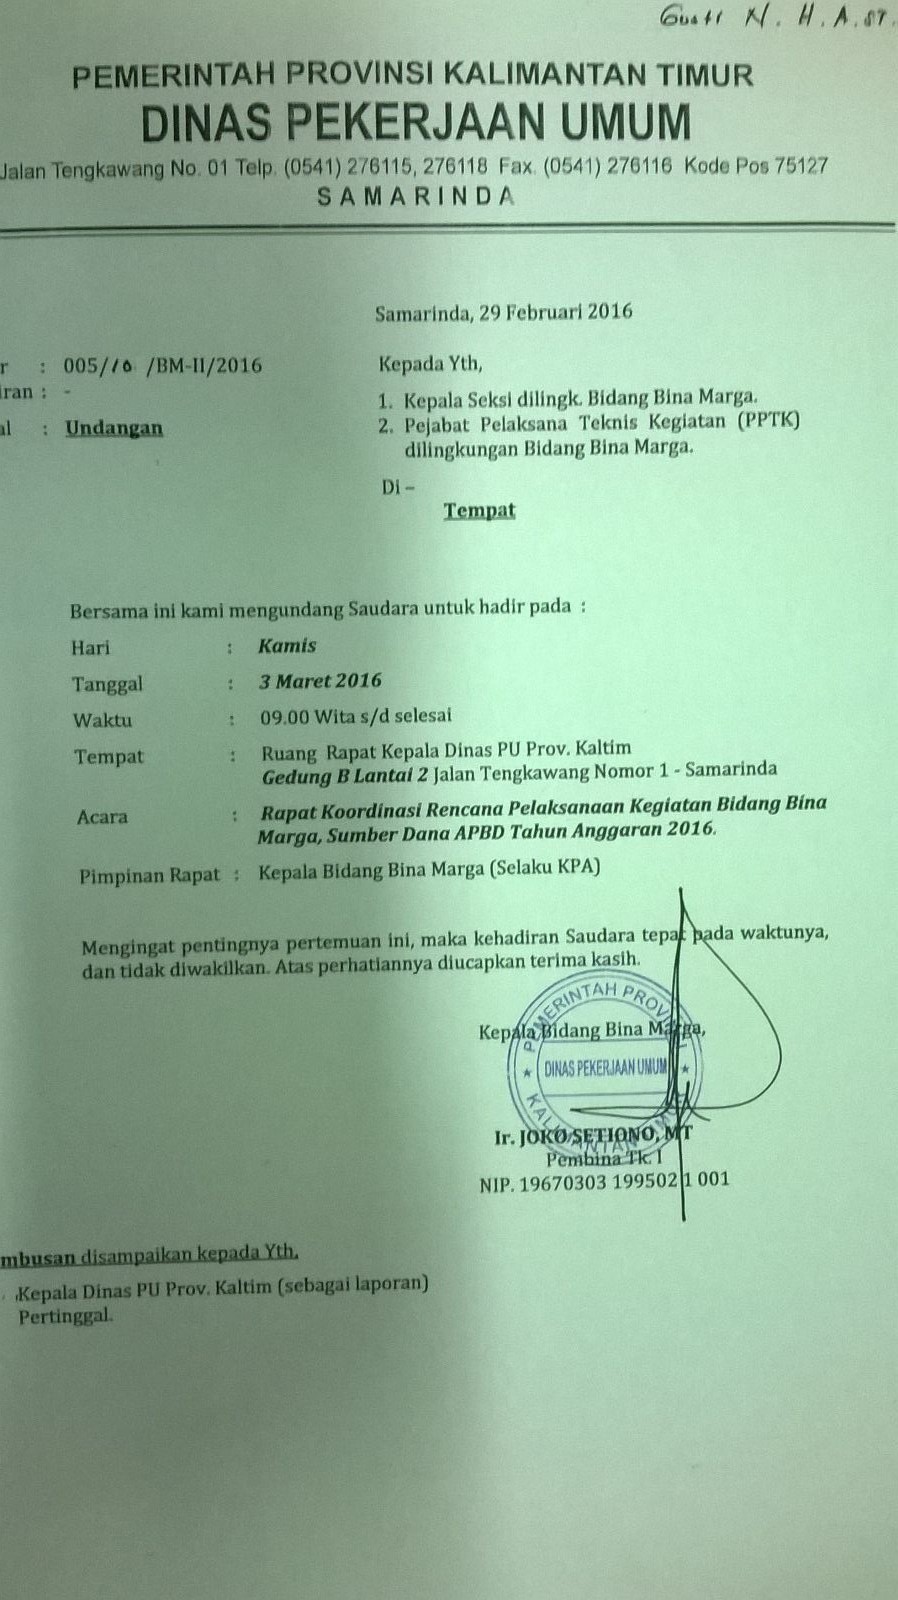 Gusti N. H. A. ST.
PEMERINTAH PROVINSI KALIMANTAN TIMUR
DINAS PEKERJAAN UMUM
Jalan Tengkawang No. 01 Telp. (0541) 276115, 276118 Fax. (0541) 276116 Kode Pos 75127
SAMARINDA
Samarinda, 29 Februari 2016
r : 005/10 /BM-II/2016
iran : -
al : Undangan
Kepada Yth,
1. Kepala Seksi dilingk. Bidang Bina Marga.
2. Pejabat Pelaksana Teknis Kegiatan (PPTK)
dilingkungan Bidang Bina Marga.
Di –
Tempat
Bersama ini kami mengundang Saudara untuk hadir pada :
Hari : Kamis
Tanggal : 3 Maret 2016
Waktu : 09.00 Wita s/d selesai
Tempat : Ruang Rapat Kepala Dinas PU Prov. Kaltim
Gedung B Lantai 2 Jalan Tengkawang Nomor 1 - Samarinda
Acara : Rapat Koordinasi Rencana Pelaksanaan Kegiatan Bidang Bina
Marga, Sumber Dana APBD Tahun Anggaran 2016.
Pimpinan Rapat : Kepala Bidang Bina Marga (Selaku KPA)
Mengingat pentingnya pertemuan ini, maka kehadiran Saudara tepat pada waktunya,
dan tidak diwakilkan. Atas perhatiannya diucapkan terima kasih.
Kepala Bidang Bina Marga,
PEMERINTAH PROVINSI
DINAS PEKERJAAN UMUM
KALIMANTAN TIMUR
Ir. JOKO SETIONO, MT
Pembina Tk. I
NIP. 19670303 199502 1 001
mbusan disampaikan kepada Yth.
Kepala Dinas PU Prov. Kaltim (sebagai laporan)
Pertinggal.